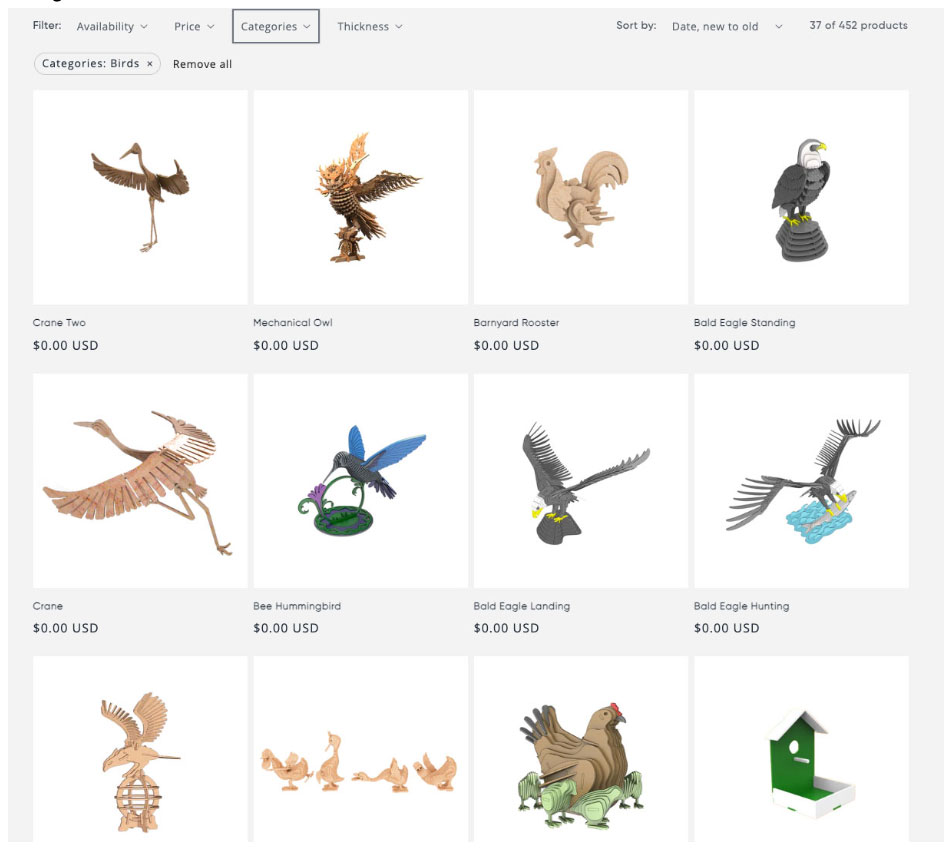 Filter: Availability Price Categories Thickness Sort by: Date, new to old 37 of 452 products
Categories: Birds × Remove all
Crane Two Mechanical Owl Barnyard Rooster Bald Eagle Standing
$0.00 USD $0.00 USD $0.00 USD $0.00 USD
Crane Bee Hummingbird Bald Eagle Landing Bald Eagle Hunting
$0.00 USD $0.00 USD $0.00 USD $0.00 USD